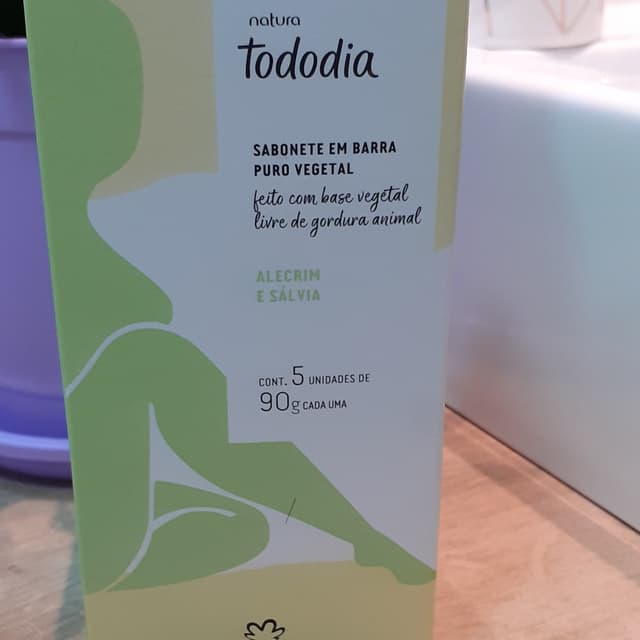 natura
Tododia
SABONETE EM BARRA
PURO VEGETAL
feito com base vegetal
livre de gordura animal
ALECRIM
E SÁLVIA
CONT. 5 UNIDADES DE
90g CADA UMA